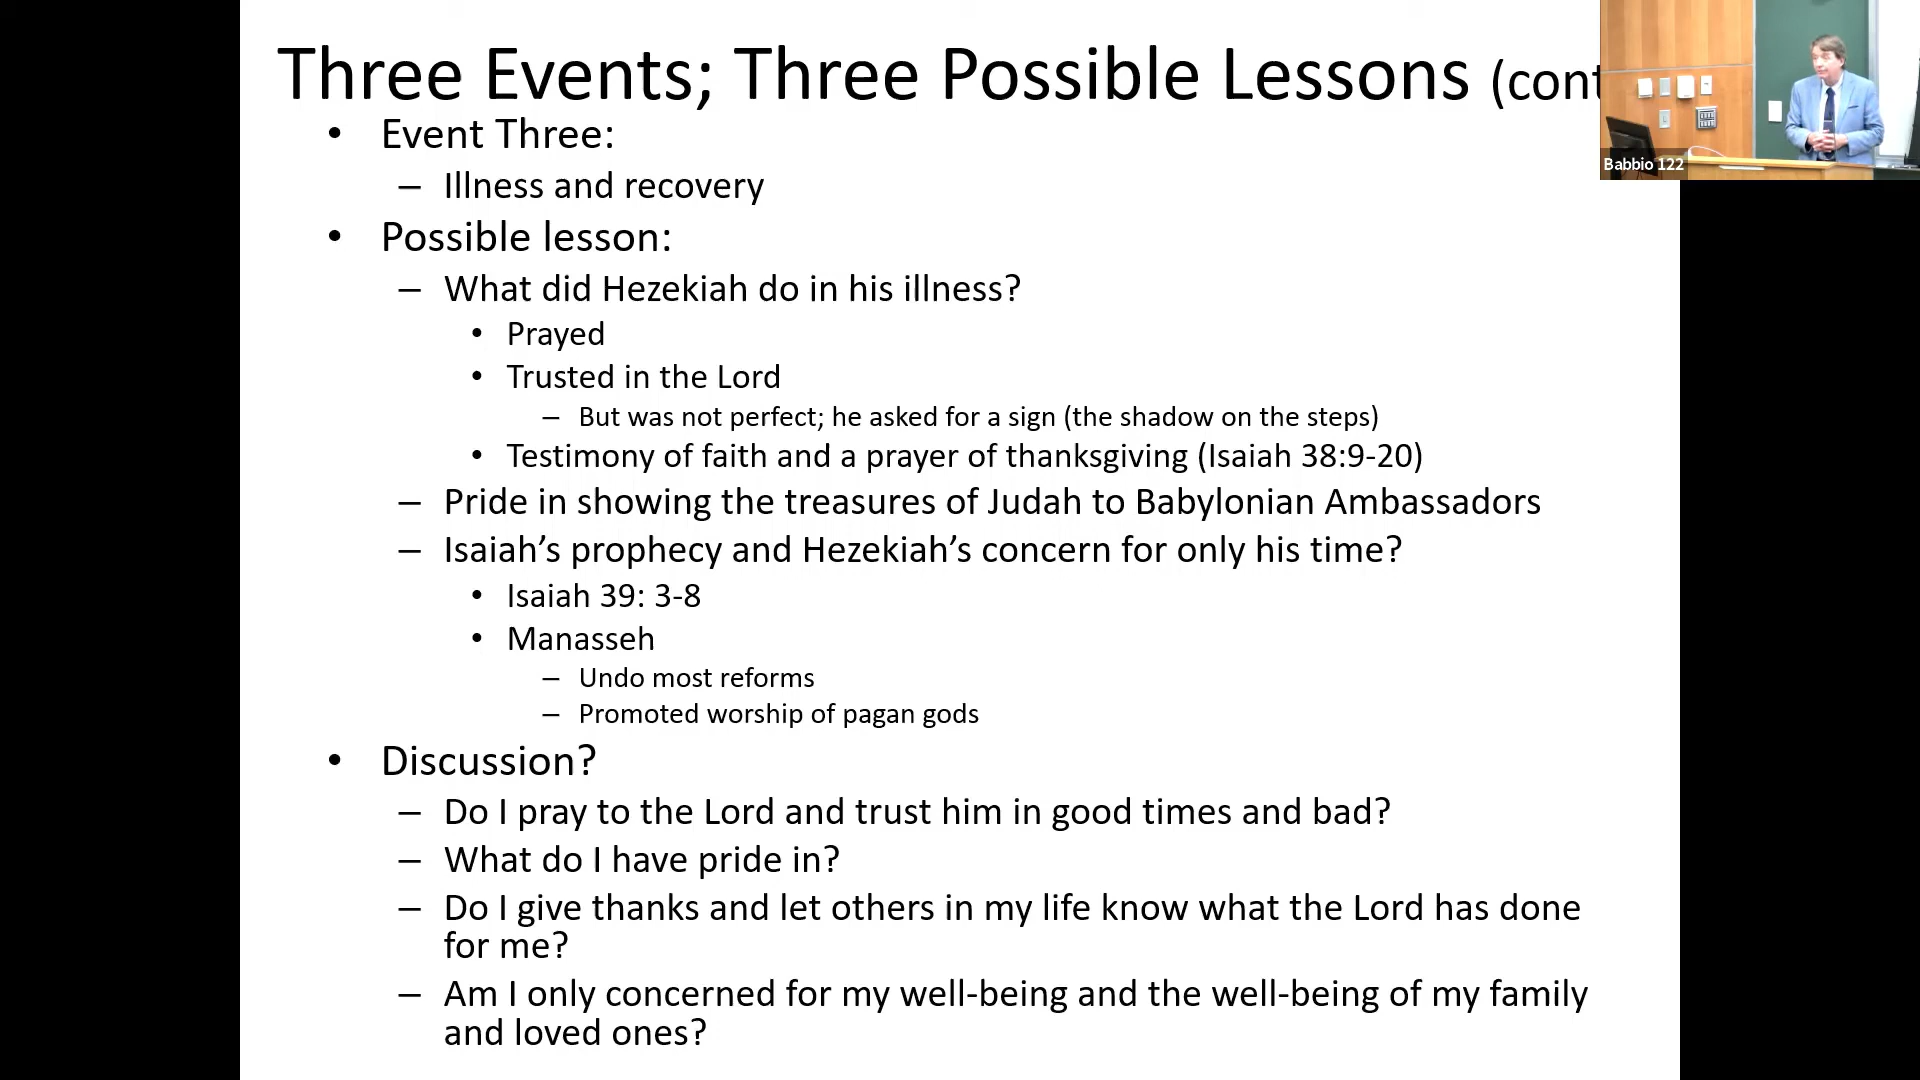 Three Events; Three Possible Lessons (cont
• Event Three:
– Illness and recovery
• Possible lesson:
– What did Hezekiah do in his illness?
• Prayed
• Trusted in the Lord
– But was not perfect; he asked for a sign (the shadow on the steps)
• Testimony of faith and a prayer of thanksgiving (Isaiah 38:9-20)
– Pride in showing the treasures of Judah to Babylonian Ambassadors
– Isaiah’s prophecy and Hezekiah’s concern for only his time?
• Isaiah 39: 3-8
• Manasseh
– Undo most reforms
– Promoted worship of pagan gods
• Discussion?
– Do I pray to the Lord and trust him in good times and bad?
– What do I have pride in?
– Do I give thanks and let others in my life know what the Lord has done
for me?
– Am I only concerned for my well-being and the well-being of my family
and loved ones?
Babbio 122